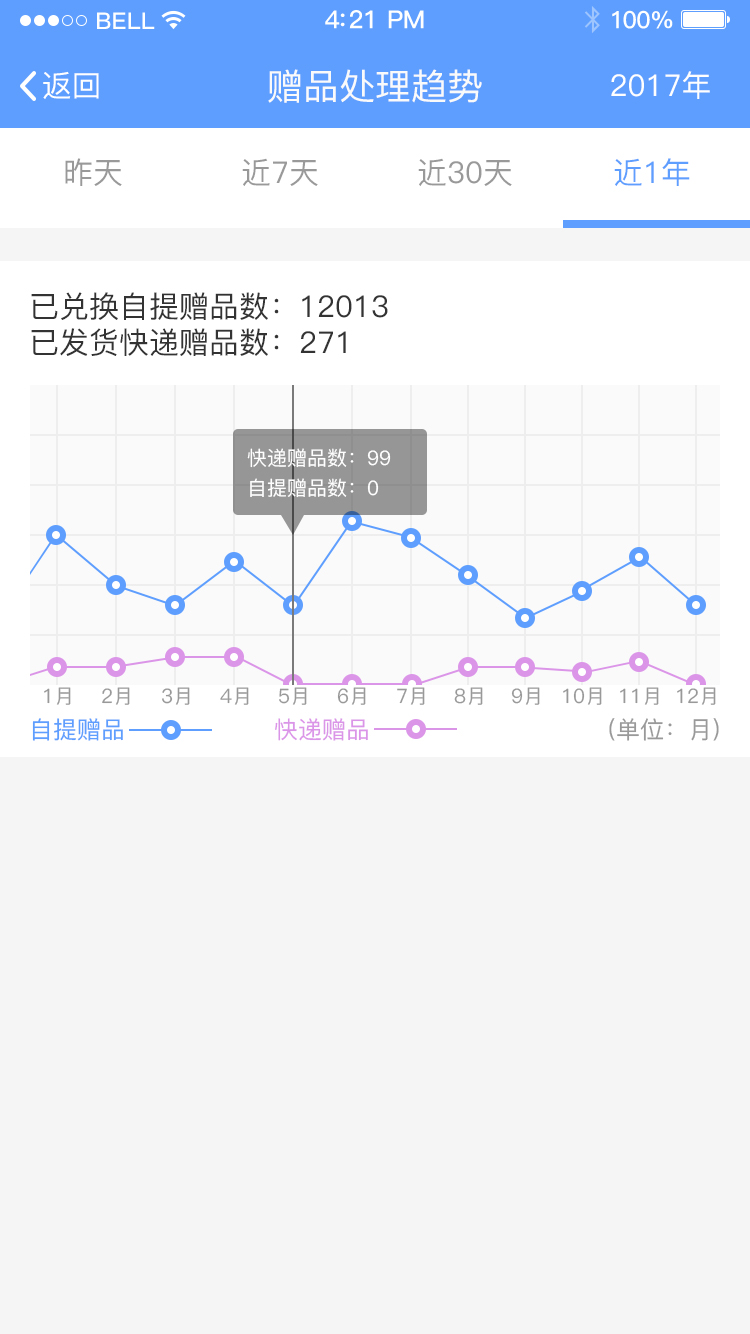 BELL 4:21 PM 100%
返回 赠品处理趋势 2017年
昨天 近7天 近30天 近1年
已兑换自提赠品数：12013
已发货快递赠品数：271
快递赠品数：99
自提赠品数：0
1月 2月 3月 4月 5月 6月 7月 8月 9月 10月 11月 12月
自提赠品 快递赠品 (单位：月)